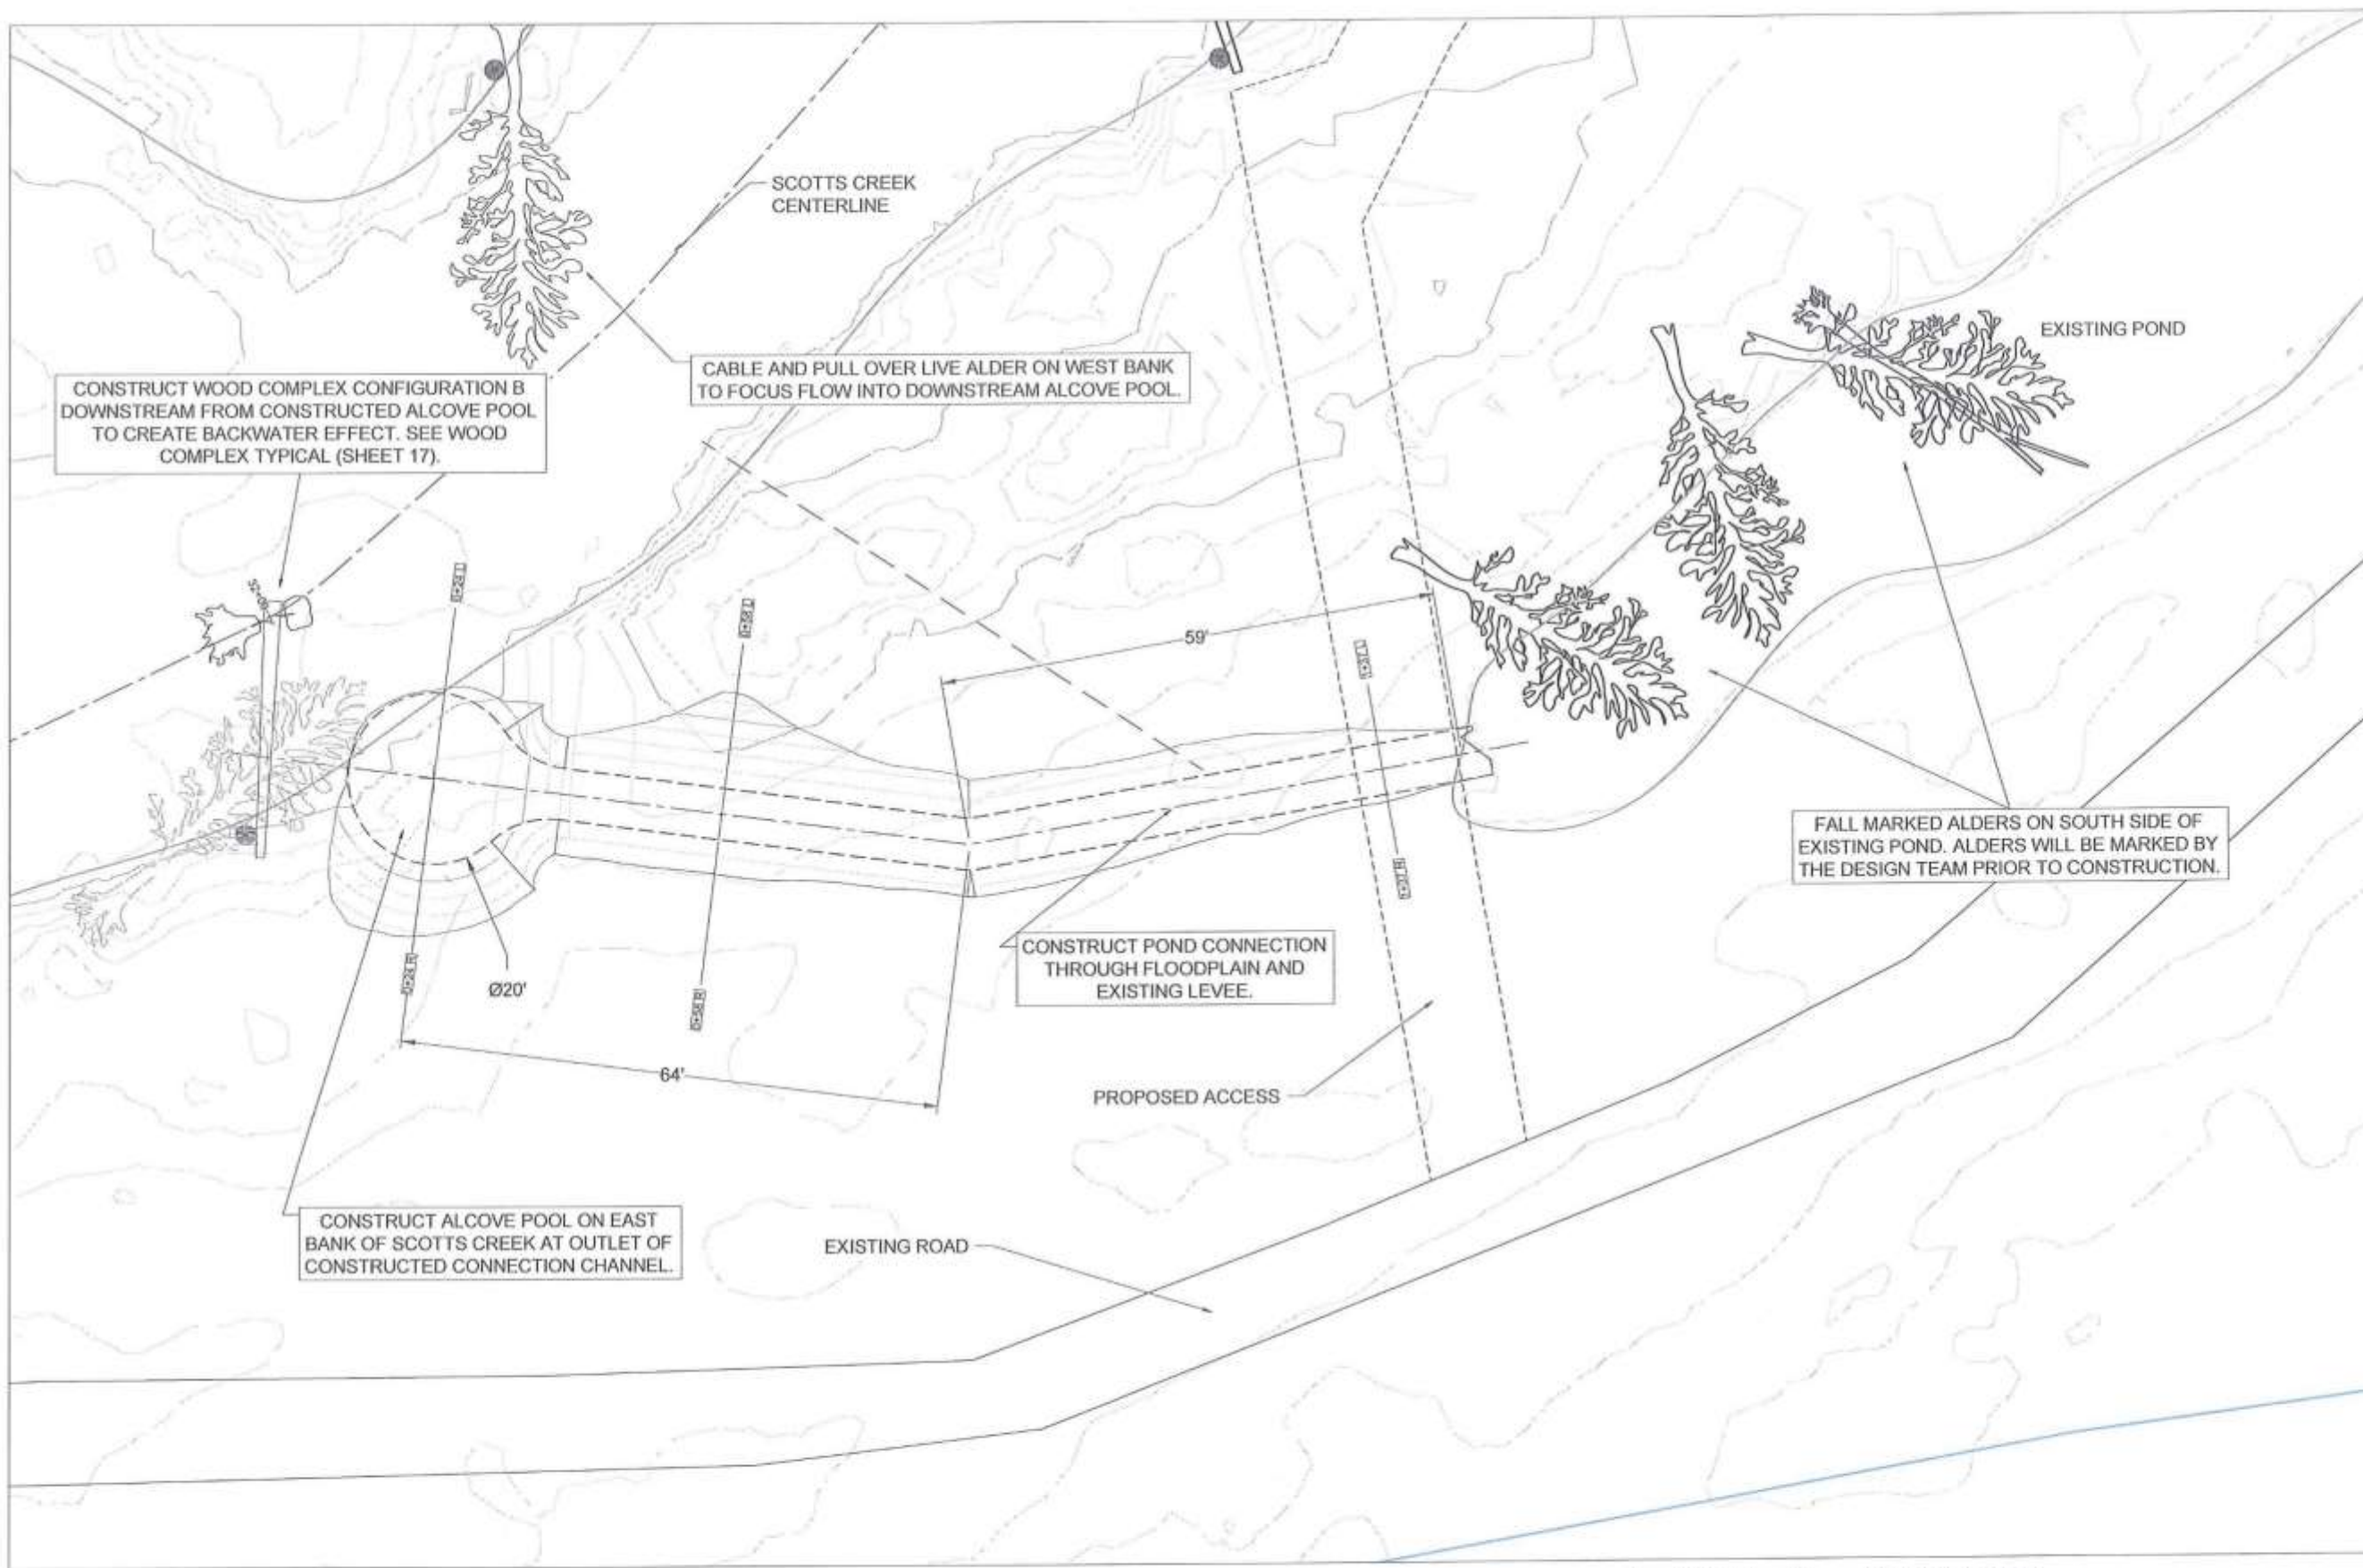 SCOTTS CREEK
CENTERLINE
EXISTING POND
CABLE AND PULL OVER LIVE ALDER ON WEST BANK
TO FOCUS FLOW INTO DOWNSTREAM ALCOVE POOL.
CONSTRUCT WOOD COMPLEX CONFIGURATION B
DOWNSTREAM FROM CONSTRUCTED ALCOVE POOL
TO CREATE BACKWATER EFFECT. SEE WOOD
COMPLEX TYPICAL (SHEET 17).
59'
FALL MARKED ALDERS ON SOUTH SIDE OF
EXISTING POND. ALDERS WILL BE MARKED BY
THE DESIGN TEAM PRIOR TO CONSTRUCTION.
CONSTRUCT POND CONNECTION
THROUGH FLOODPLAIN AND
EXISTING LEVEE.
Ø20'
64'
PROPOSED ACCESS
CONSTRUCT ALCOVE POOL ON EAST
BANK OF SCOTTS CREEK AT OUTLET OF
CONSTRUCTED CONNECTION CHANNEL.
EXISTING ROAD